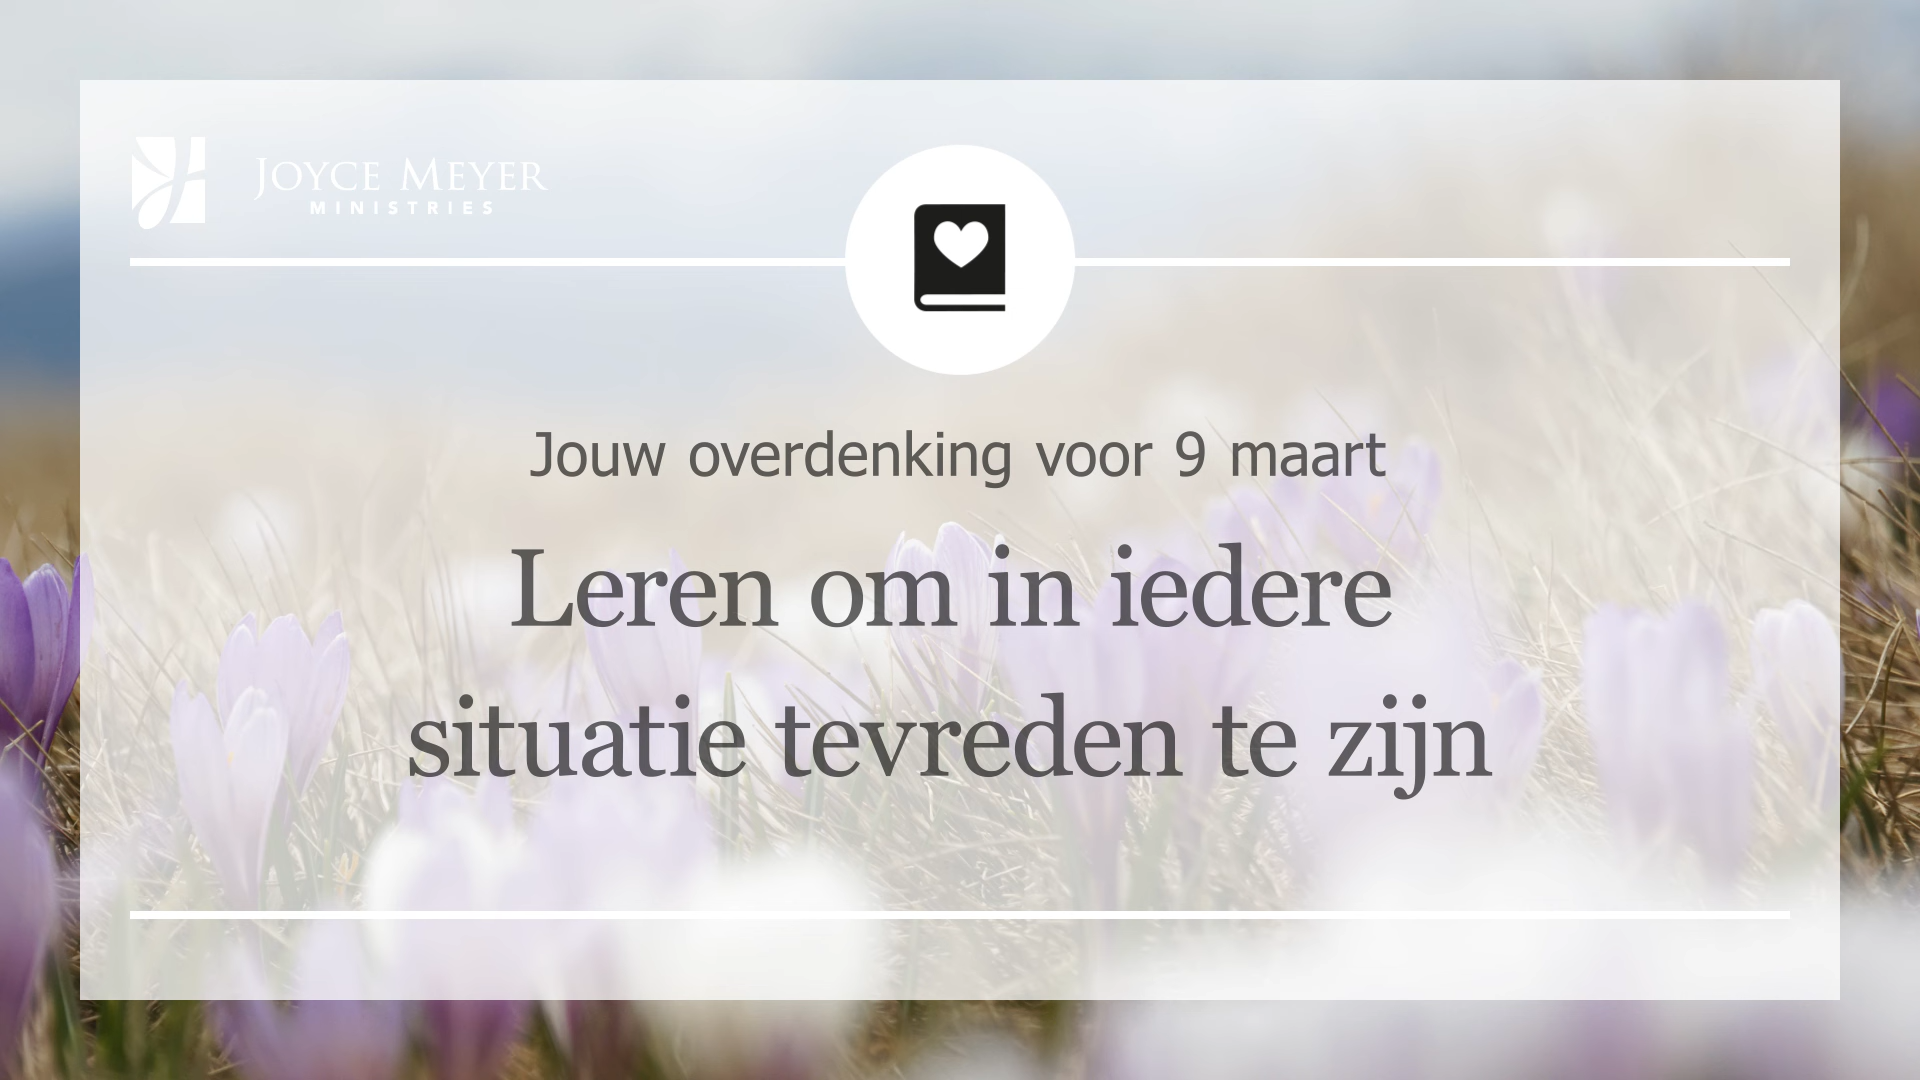 JOYCE MEYER
MINISTRIES
Jouw overdenking voor 9 maart
Leren om in iedere
situatie tevreden te zijn